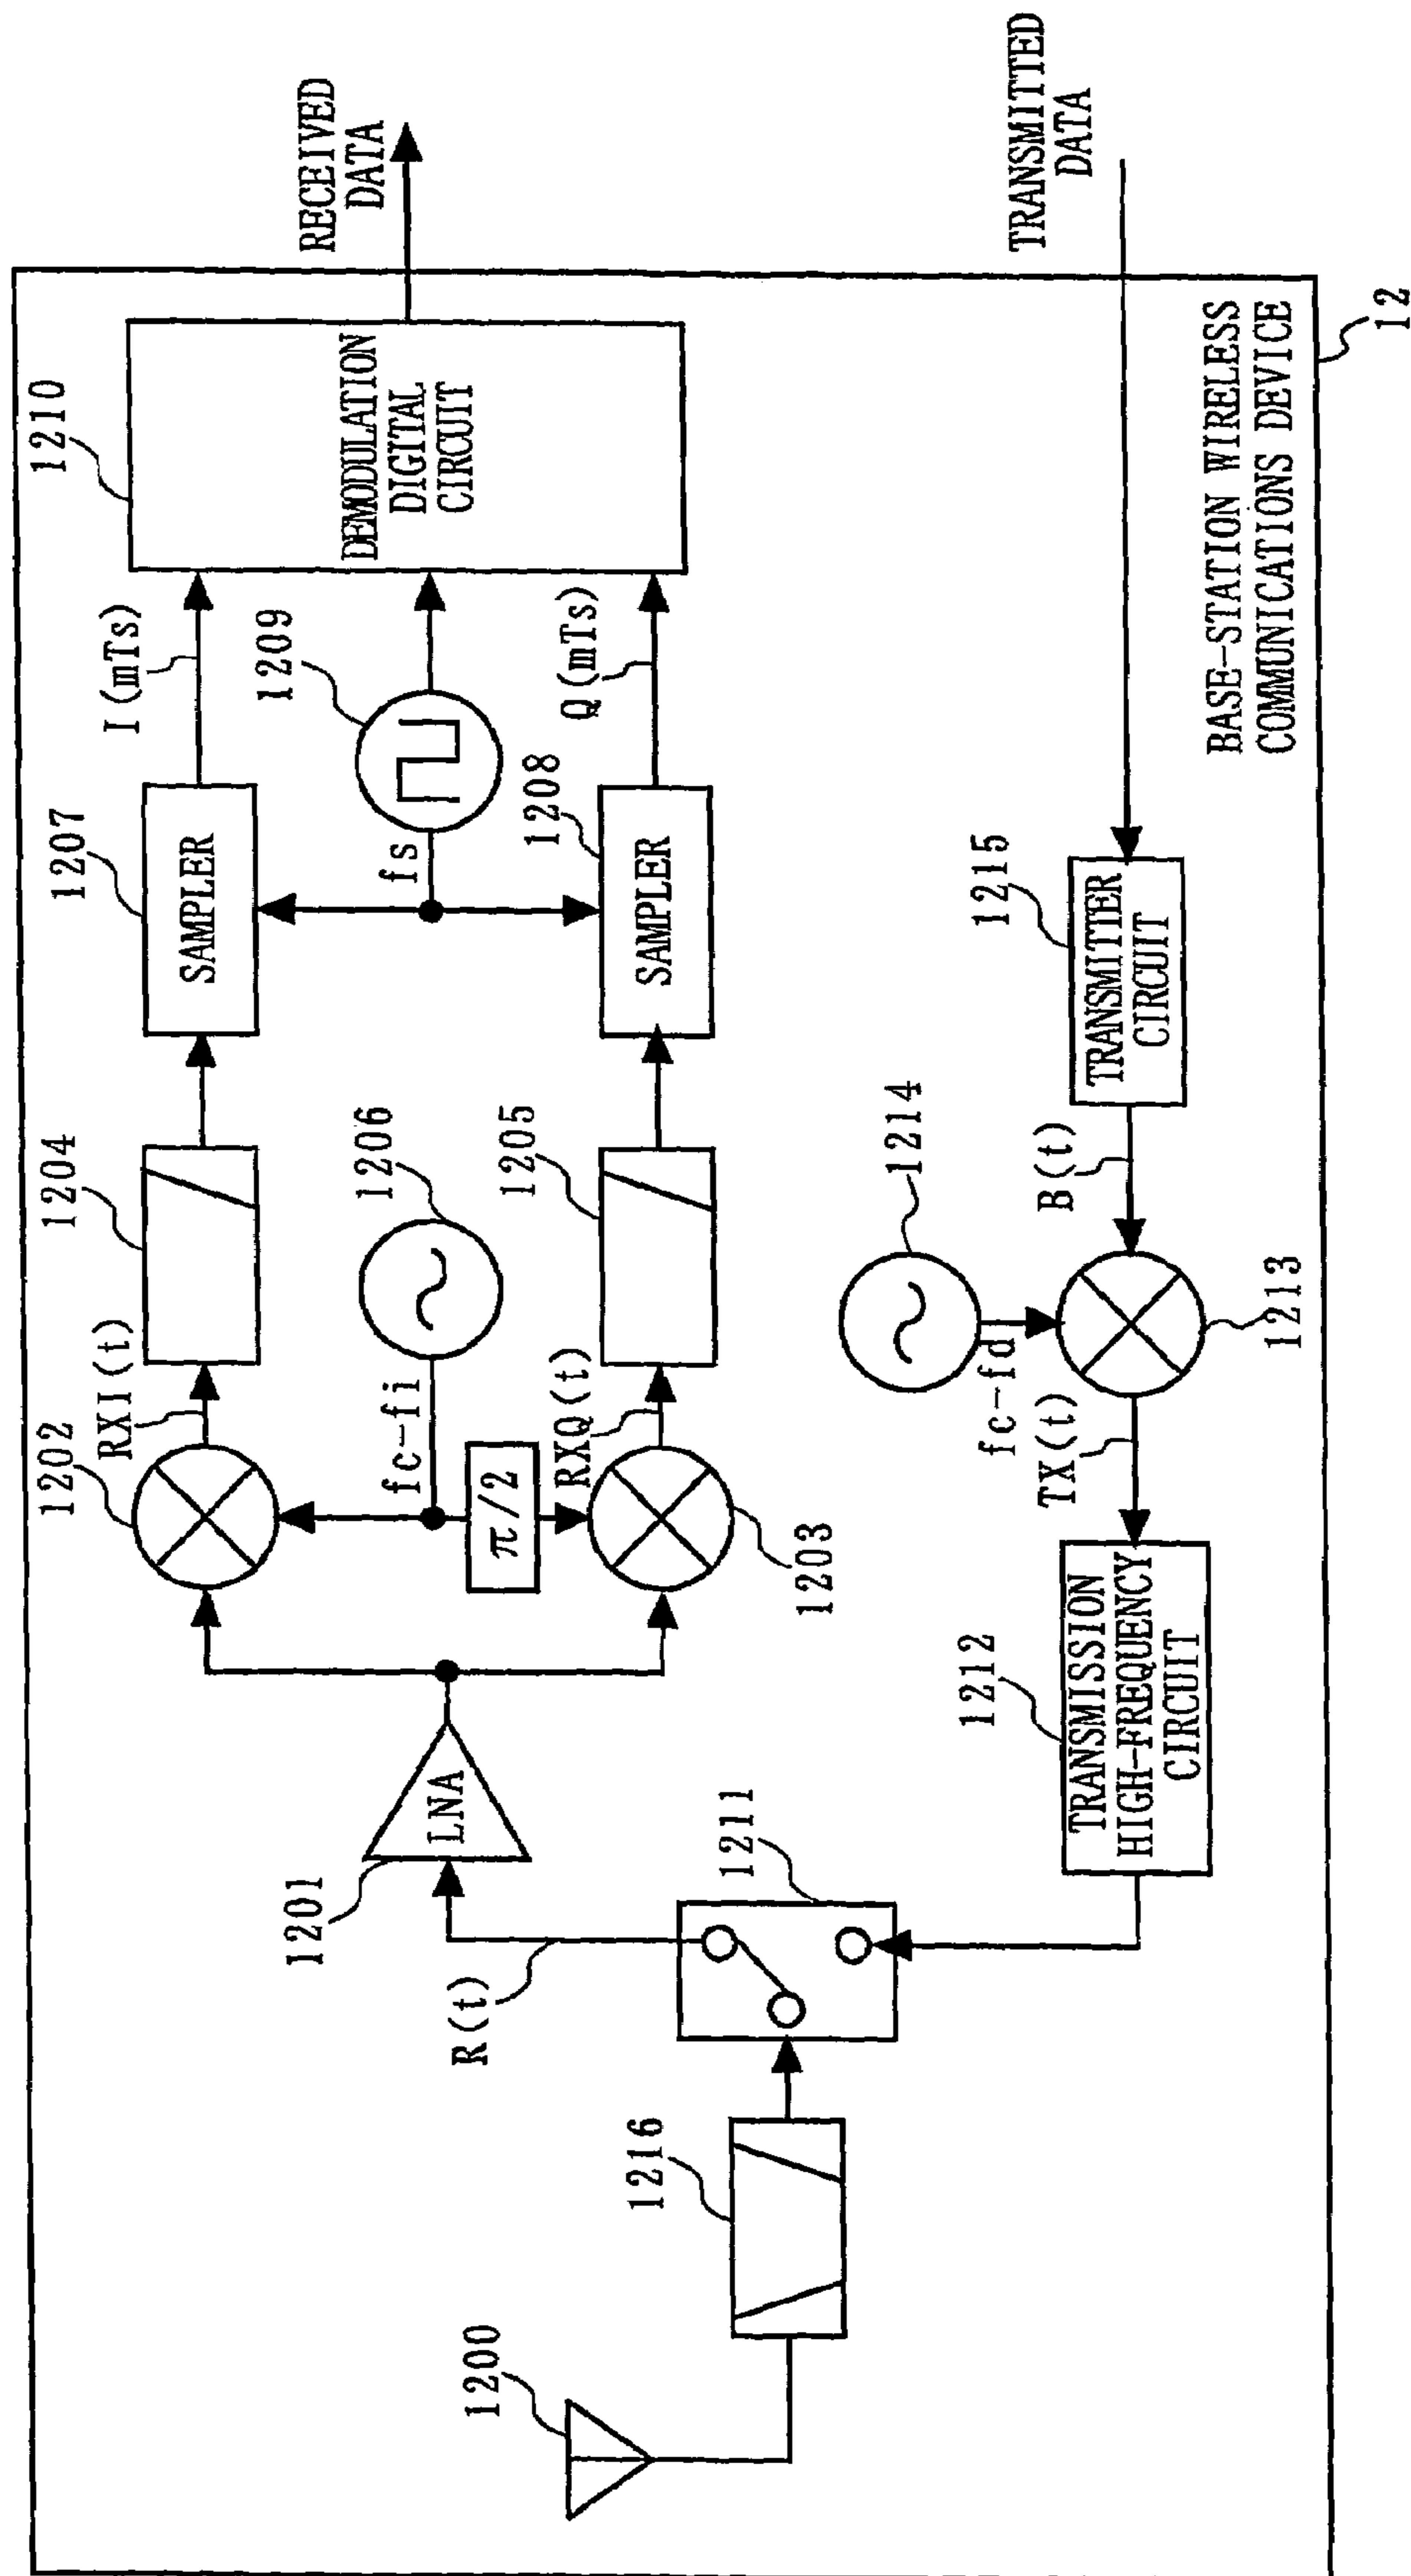 1210
1207
1204
1202
I(mTs)
RXI(t)
SAMPLER
DEMODULATION
DIGITAL
CIRCUIT
RECEIVED
DATA
1209
fs
1206
fc-fi
π/2
LNA
1201
R(t)
Q(mTs)
1208
SAMPLER
1205
RXQ(t)
1203
1211
1216
1200
1214
fc-fd
1215
TRANSMITTER
CIRCUIT
B(t)
1213
TX(t)
1212
TRANSMISSION
HIGH-FREQUENCY
CIRCUIT
TRANSMITTED
DATA
BASE-STATION WIRELESS
COMMUNICATIONS DEVICE
12